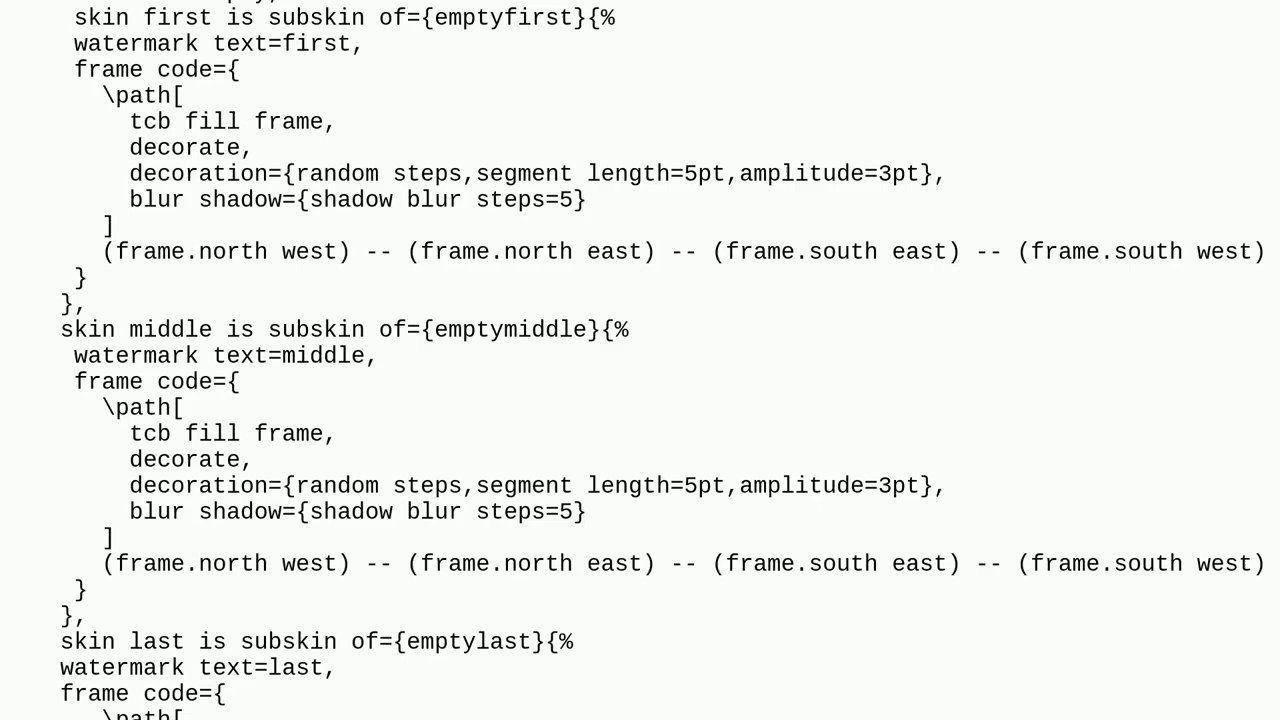 skin first is subskin of={emptyfirst}{%
watermark text=first,
frame code={
\path[
tcb fill frame,
decorate,
decoration={random steps,segment length=5pt,amplitude=3pt},
blur shadow={shadow blur steps=5}
]
(frame.north west) -- (frame.north east) -- (frame.south east) -- (frame.south west)
}
},
skin middle is subskin of={emptymiddle}{%
watermark text=middle,
frame code={
\path[
tcb fill frame,
decorate,
decoration={random steps,segment length=5pt,amplitude=3pt},
blur shadow={shadow blur steps=5}
]
(frame.north west) -- (frame.north east) -- (frame.south east) -- (frame.south west)
}
},
skin last is subskin of={emptylast}{%
watermark text=last,
frame code={
\path[